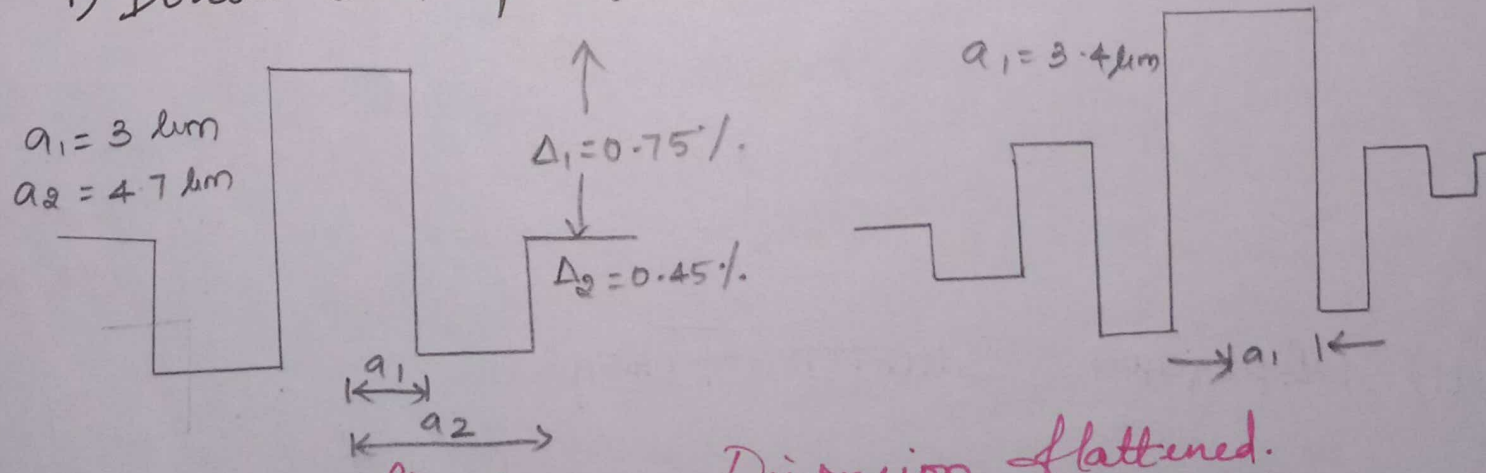 1)
a₁ = 3 μm
a₂ = 4.7 μm
Δ₁ = 0.75%.
Δ₂ = 0.45%.
a₁
a₂
a₁ = 3.4 μm
a₁
flattened.